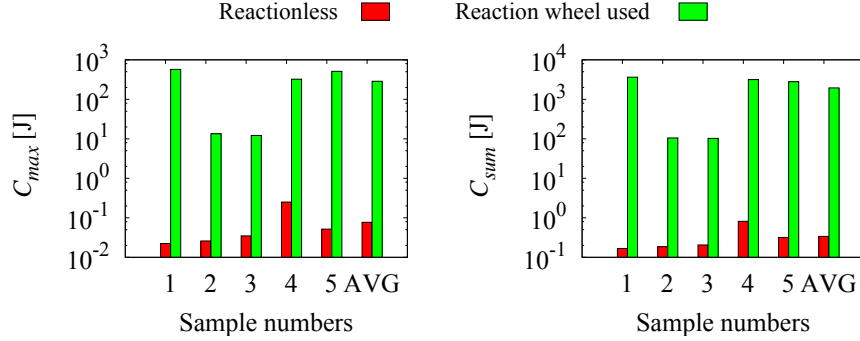 Reactionless
Reaction wheel used
C_max [J]
10^3
10^2
10^1
10^0
10^-1
10^-2
1 2 3 4 5 AVG
Sample numbers
C_sum [J]
10^4
10^3
10^2
10^1
10^0
10^-1
1 2 3 4 5 AVG
Sample numbers